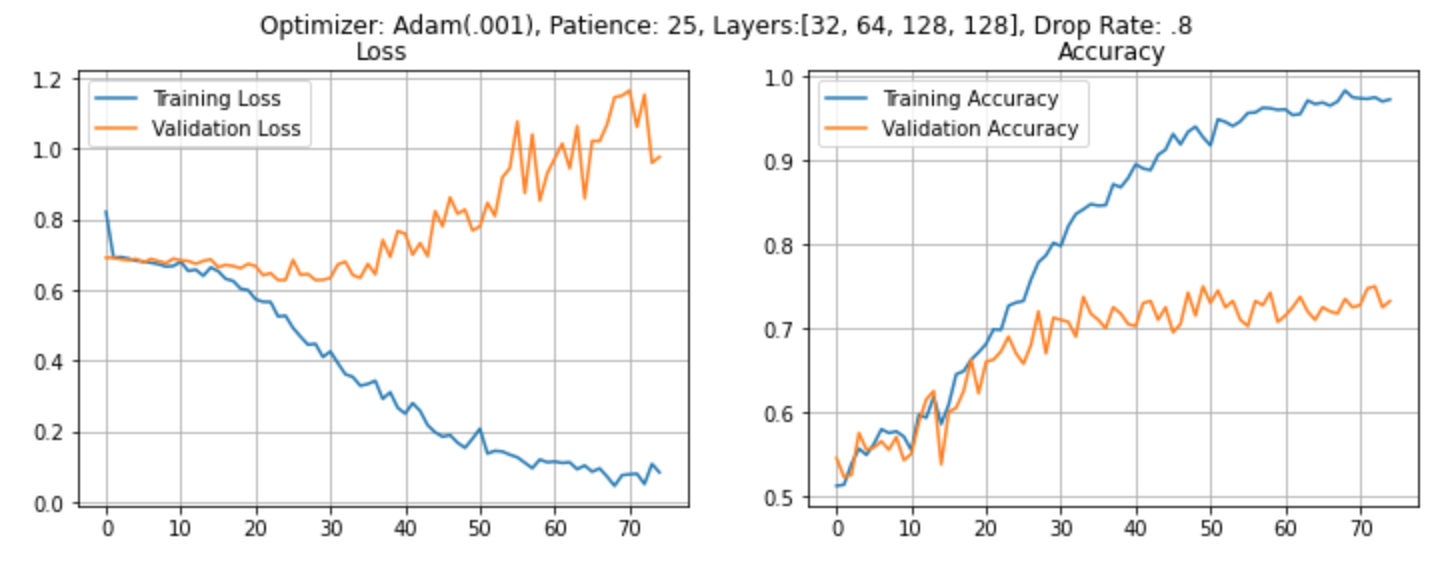 Optimizer: Adam(.001), Patience: 25, Layers:[32, 64, 128, 128], Drop Rate: .8
Loss
1.2
1.0
0.8
0.6
0.4
0.2
0.0
Training Loss
Validation Loss
0 10 20 30 40 50 60 70
Accuracy
1.0
0.9
0.8
0.7
0.6
0.5
Training Accuracy
Validation Accuracy
0 10 20 30 40 50 60 70